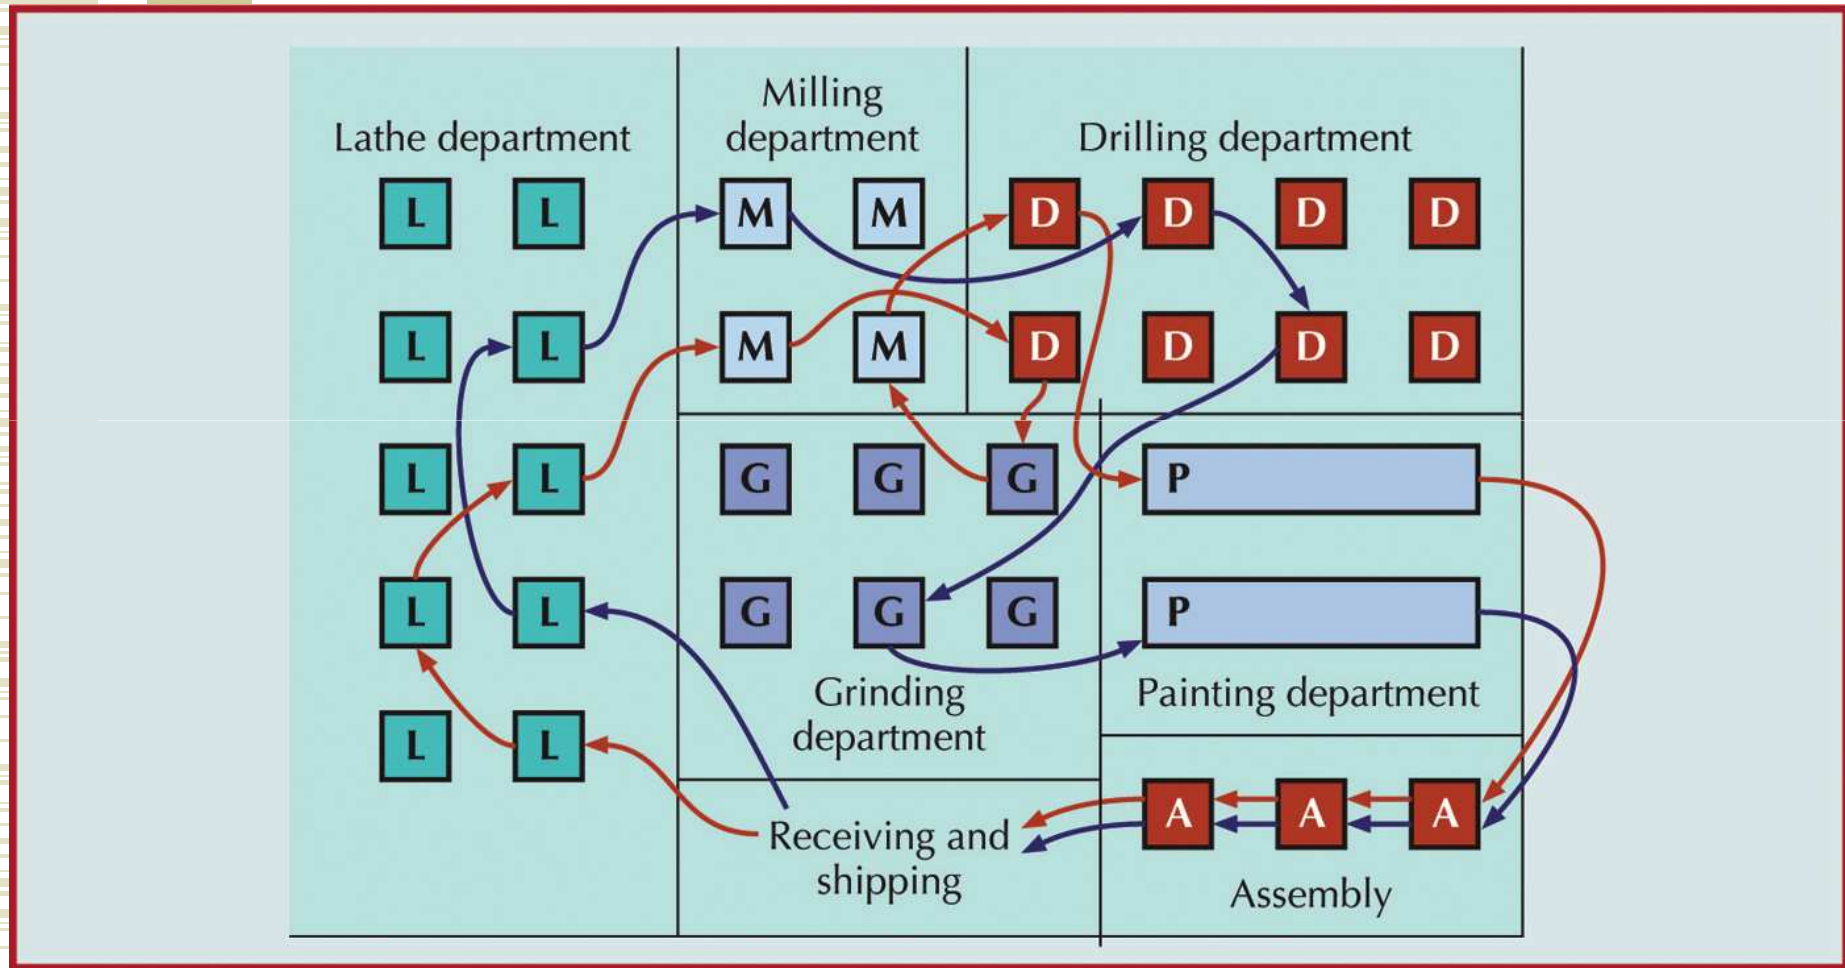 Milling
Lathe department
department
Drilling department
L L M M D D D D
L L M M D D D D
L L G G G P
L L G G G P
Grinding
department
Painting department
L L
A A A
Receiving and
shipping
Assembly